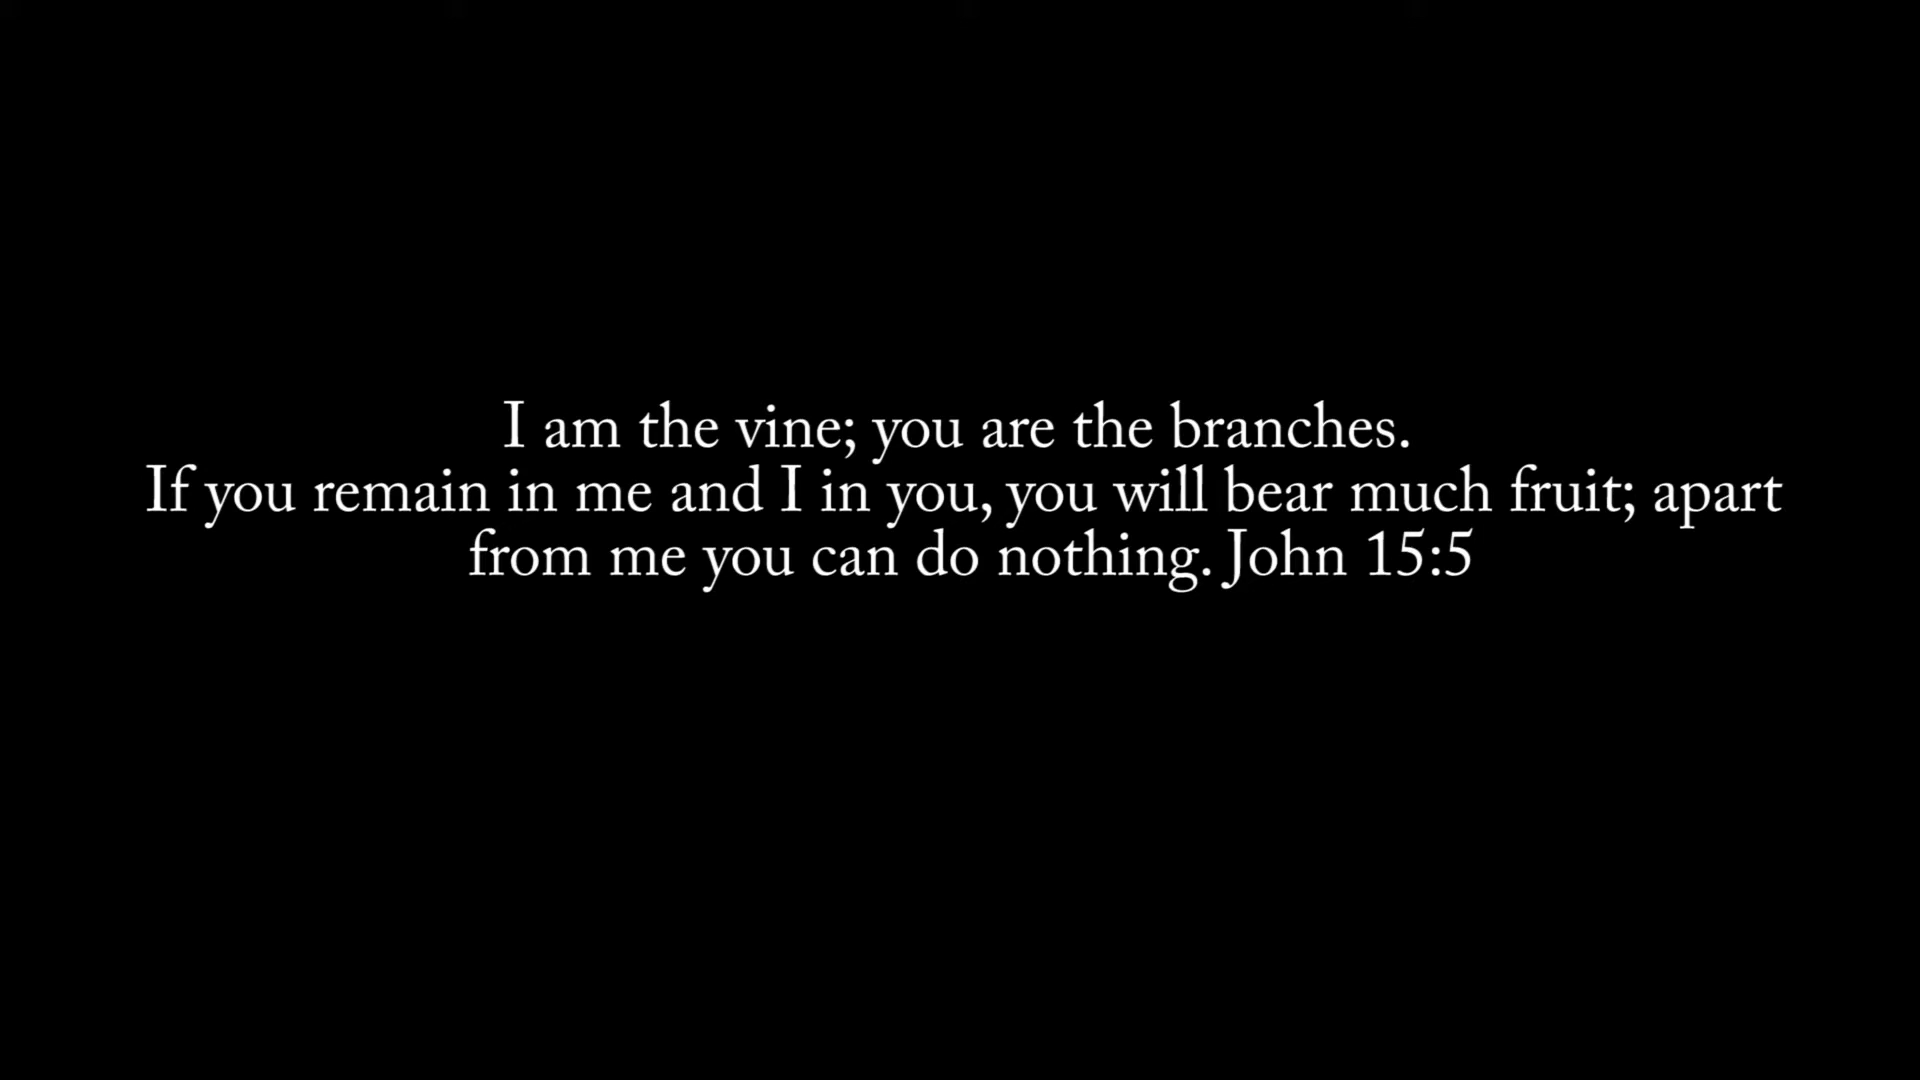 I am the vine; you are the branches.
If you remain in me and I in you, you will bear much fruit; apart
from me you can do nothing. John 15:5